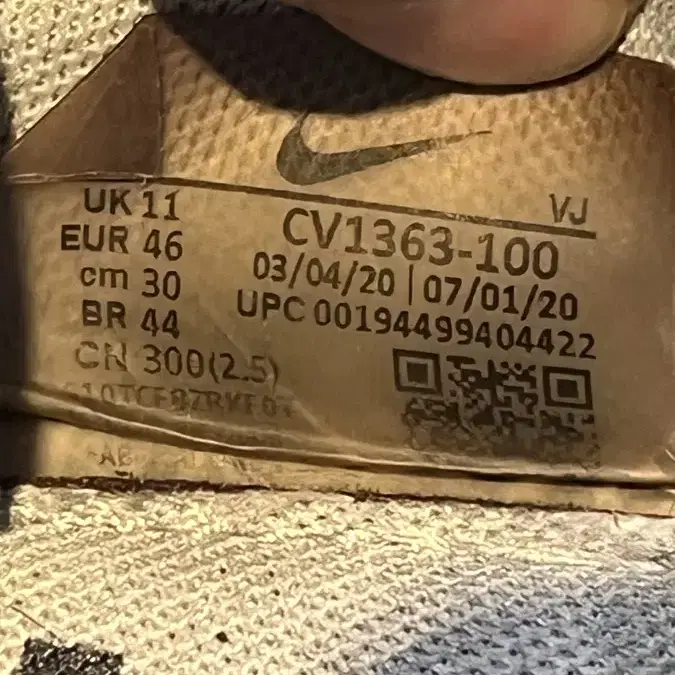 VJ
UK 11
EUR 46
cm 30
BR 44
CN 300(2.5)
CV1363-100
03/04/20 | 07/01/20
UPC 00194499404422